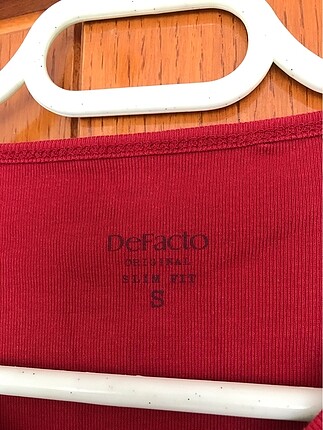 DeFacto
ORIGINAL
SLIM FIT
S